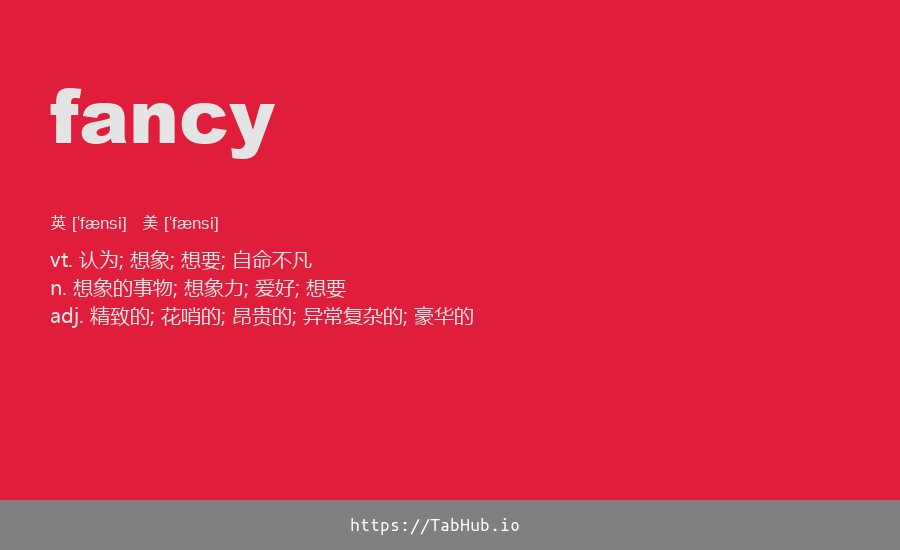 fancy
英 ['fænsi] 美 ['fænsi]
vt. 认为; 想象; 想要; 自命不凡
n. 想象的事物; 想象力; 爱好; 想要
adj. 精致的; 花哨的; 昂贵的; 异常复杂的; 豪华的
https://TabHub.io